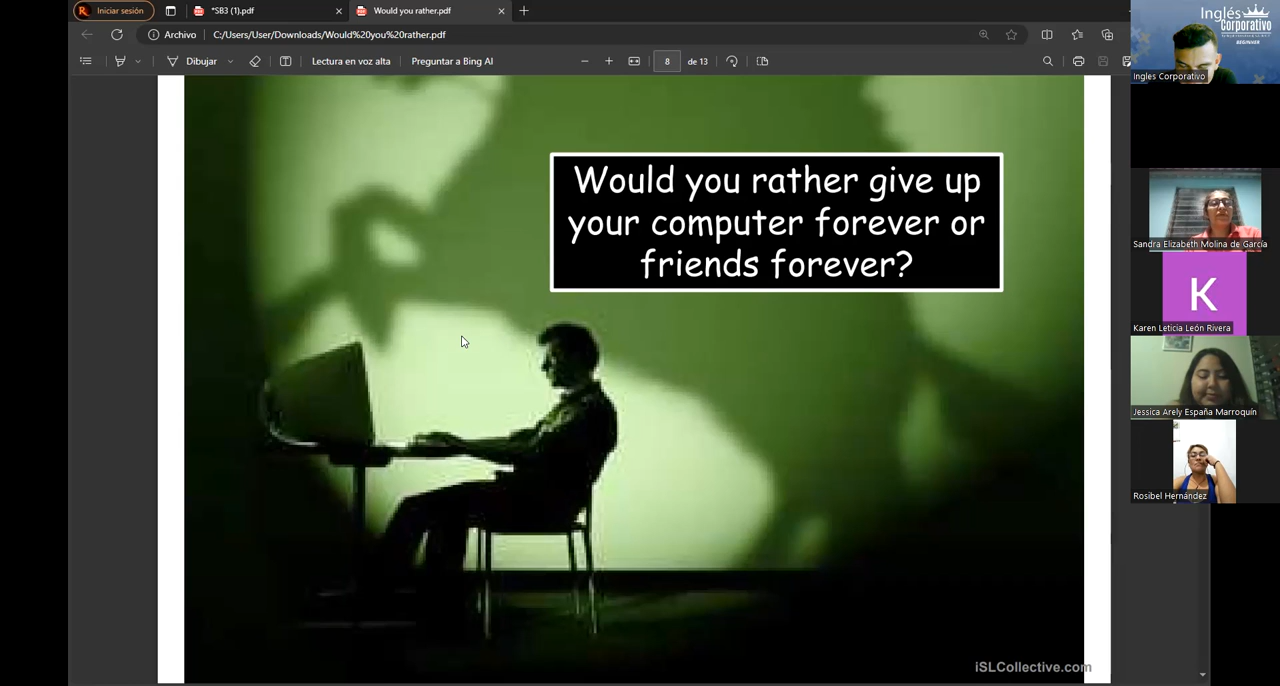 Iniciar sesión
*SB3 (1).pdf
Would you rather.pdf
Archivo
C:/Users/User/Downloads/Would%20you%20rather.pdf
Dibujar
Lectura en voz alta
Preguntar a Bing AI
8
de 13
Would you rather give up
your computer forever or
friends forever?
iSLCollective.com
Inglés
Corporativo
BEGINNER
Ingles Corporativo
Sandra Elizabeth Molina de García
K
Karen Leticia León Rivera
Jessica Arely España Marroquín
Rosibel Hernández